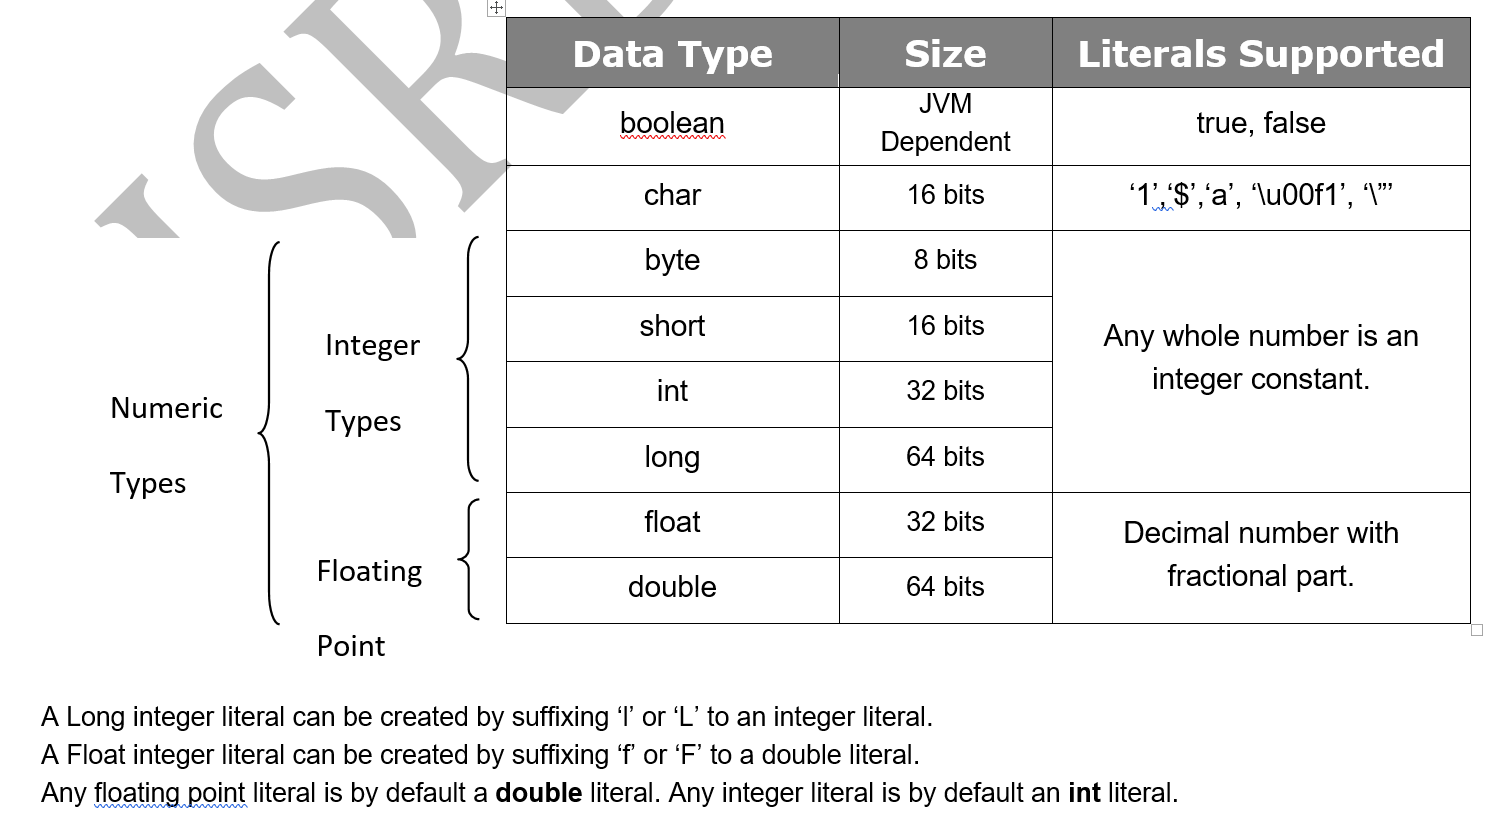 Data Type Size Literals Supported
boolean JVM Dependent true, false
char 16 bits ‘1’,‘$’,‘a’, ‘\u00f1’, ‘\”’
byte 8 bits
short 16 bits
int 32 bits
long 64 bits
Any whole number is an
integer constant.
float 32 bits
double 64 bits
Decimal number with
fractional part.
Numeric
Types
Integer
Types
Floating
Point
A Long integer literal can be created by suffixing ‘l’ or ‘L’ to an integer literal.
A Float integer literal can be created by suffixing ‘f’ or ‘F’ to a double literal.
Any floating point literal is by default a double literal. Any integer literal is by default an int literal.